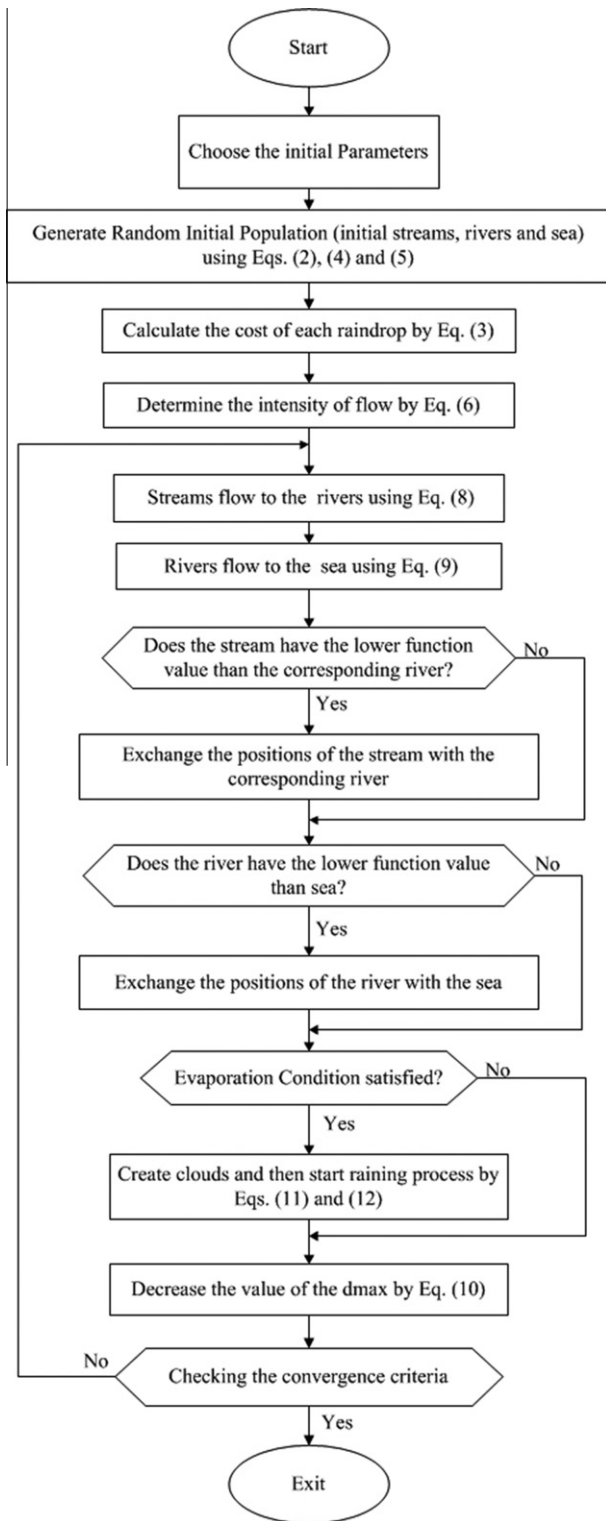 Start
Choose the initial Parameters
Generate Random Initial Population (initial streams, rivers and sea)
using Eqs. (2), (4) and (5)
Calculate the cost of each raindrop by Eq. (3)
Determine the intensity of flow by Eq. (6)
Streams flow to the rivers using Eq. (8)
Rivers flow to the sea using Eq. (9)
Does the stream have the lower function
value than the corresponding river?
No
Yes
Exchange the positions of the stream with the
corresponding river
Does the river have the lower function value
than sea?
No
Yes
Exchange the positions of the river with the sea
Evaporation Condition satisfied?
No
Yes
Create clouds and then start raining process by
Eqs. (11) and (12)
Decrease the value of the dmax by Eq. (10)
No
Checking the convergence criteria
Yes
Exit